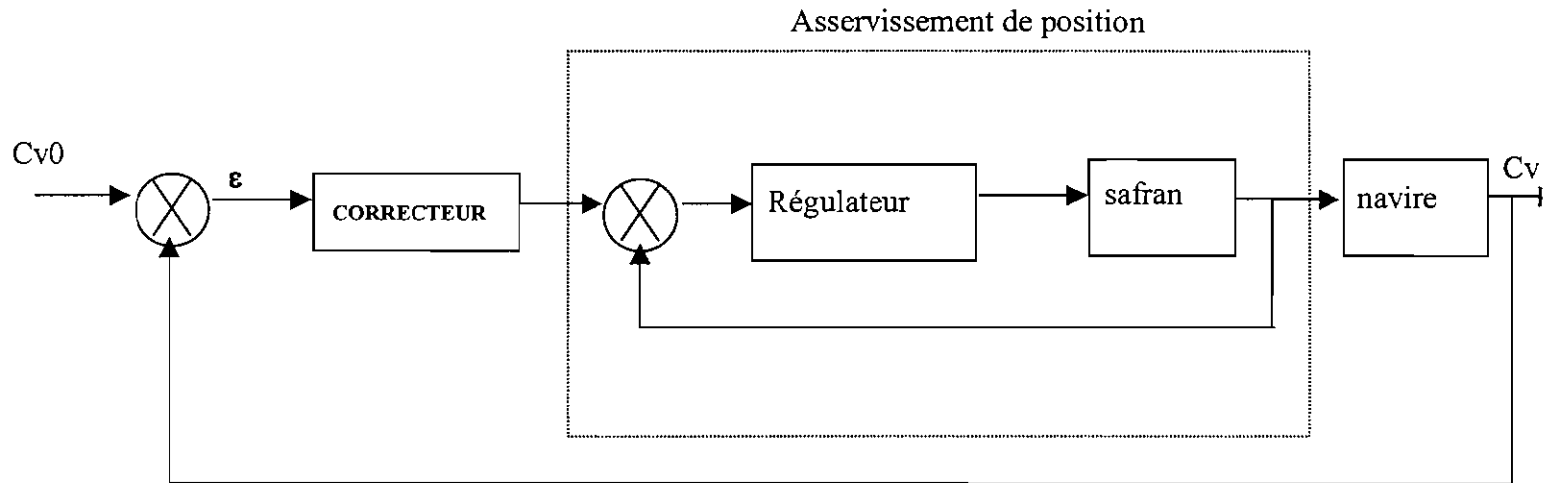 Asservissement de position
Cv0
ε
CORRECTEUR
Régulateur
safran
navire
Cv